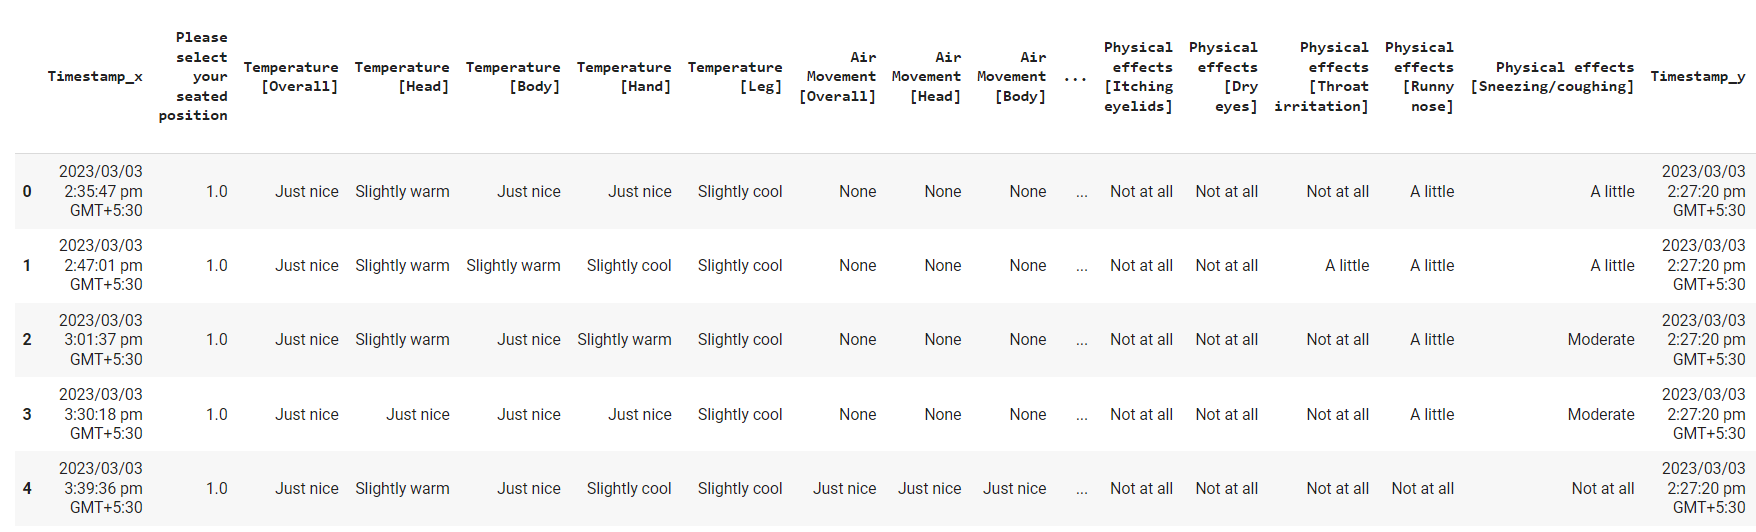 Timestamp_x Please select your seated position Temperature [Overall] Temperature [Head] Temperature [Body] Temperature [Hand] Temperature [Leg] Air Movement [Overall] Air Movement [Head] Air Movement [Body] ... Physical effects [Itching eyelids] Physical effects [Dry eyes] Physical effects [Throat irritation] Physical effects [Runny nose] Physical effects [Sneezing/coughing] Timestamp_y
0 2023/03/03 2:35:47 pm GMT+5:30 1.0 Just nice Slightly warm Just nice Just nice Slightly cool None None None ... Not at all Not at all Not at all A little A little 2023/03/03 2:27:20 pm GMT+5:30
1 2023/03/03 2:47:01 pm GMT+5:30 1.0 Just nice Slightly warm Slightly warm Slightly cool Slightly cool None None None ... Not at all Not at all A little A little A little 2023/03/03 2:27:20 pm GMT+5:30
2 2023/03/03 3:01:37 pm GMT+5:30 1.0 Just nice Slightly warm Just nice Slightly warm Slightly cool None None None ... Not at all Not at all Not at all A little Moderate 2023/03/03 2:27:20 pm GMT+5:30
3 2023/03/03 3:30:18 pm GMT+5:30 1.0 Just nice Just nice Just nice Just nice Slightly cool None None None ... Not at all Not at all Not at all A little Moderate 2023/03/03 2:27:20 pm GMT+5:30
4 2023/03/03 3:39:36 pm GMT+5:30 1.0 Just nice Slightly warm Just nice Slightly cool Slightly cool Just nice Just nice Just nice ... Not at all Not at all Not at all Not at all Not at all 2023/03/03 2:27:20 pm GMT+5:30